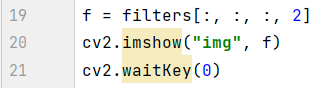 19 f = filters[:, :, :, 2]
20 cv2.imshow("img", f)
21 cv2.waitKey(0)